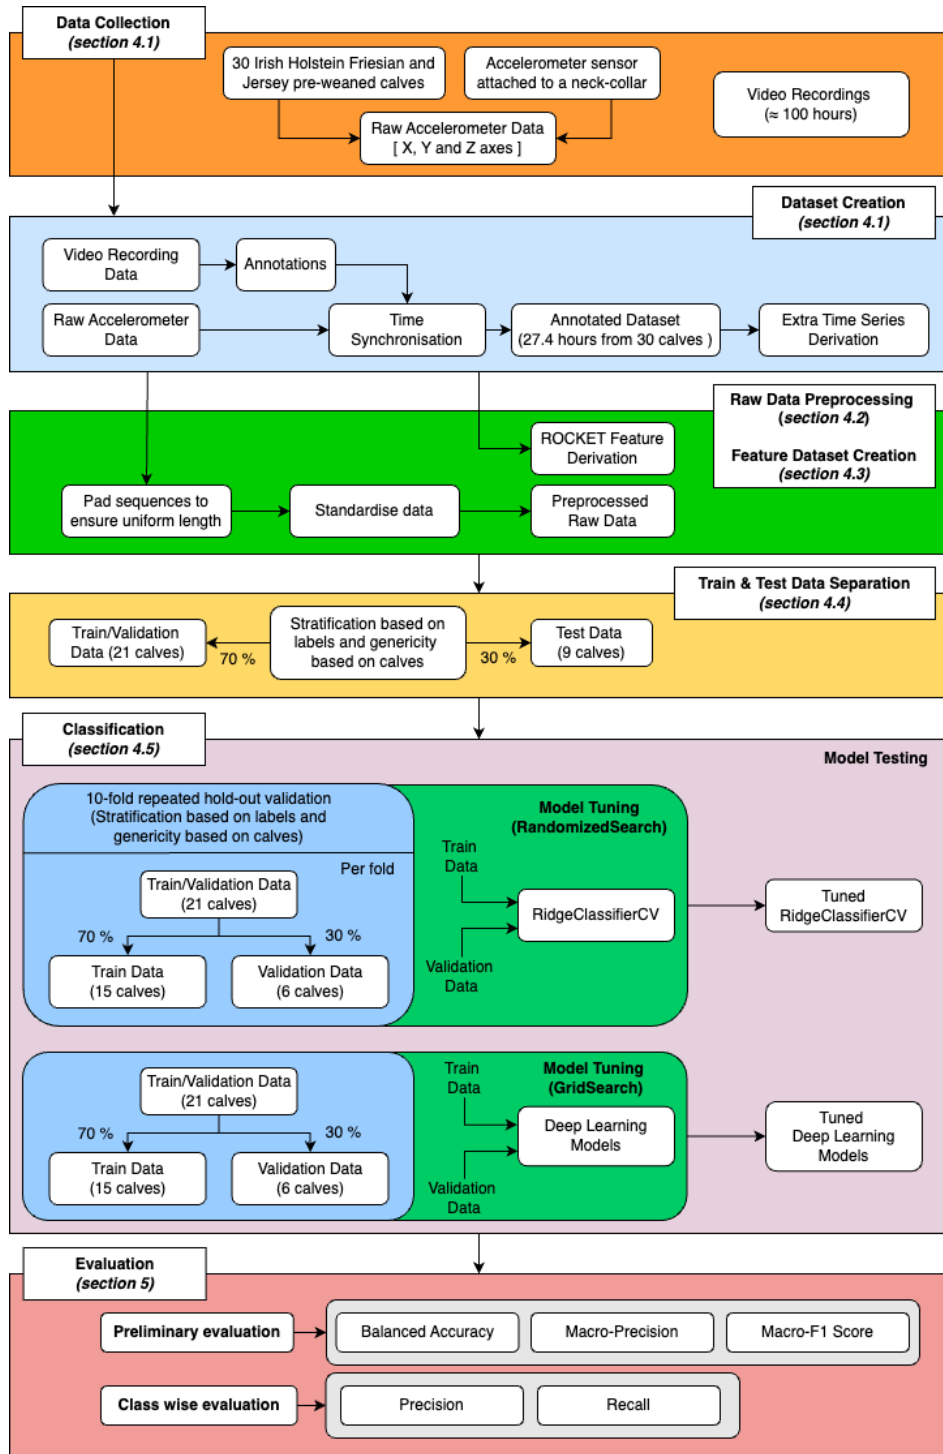 Data Collection
(section 4.1)
30 Irish Holstein Friesian and
Jersey pre-weaned calves
Accelerometer sensor
attached to a neck-collar
Video Recordings
(≈ 100 hours)
Raw Accelerometer Data
[ X, Y and Z axes ]
Dataset Creation
(section 4.1)
Video Recording
Data
Annotations
Raw Accelerometer
Data
Time
Synchronisation
Annotated Dataset
(27.4 hours from 30 calves )
Extra Time Series
Derivation
Raw Data Preprocessing
(section 4.2)
Feature Dataset Creation
(section 4.3)
ROCKET Feature
Derivation
Pad sequences to
ensure uniform length
Standardise data
Preprocessed
Raw Data
Train & Test Data Separation
(section 4.4)
Train/Validation
Data (21 calves)
70 %
Stratification based on
labels and genericity
based on calves
30 %
Test Data
(9 calves)
Classification
(section 4.5)
Model Testing
10-fold repeated hold-out validation
(Stratification based on labels and
genericity based on calves)
Per fold
Train/Validation Data
(21 calves)
70 %
30 %
Train Data
(15 calves)
Validation Data
(6 calves)
Model Tuning
(RandomizedSearch)
Train
Data
RidgeClassifierCV
Validation
Data
Tuned
RidgeClassifierCV
Train/Validation Data
(21 calves)
70 %
30 %
Train Data
(15 calves)
Validation Data
(6 calves)
Model Tuning
(GridSearch)
Train
Data
Deep Learning
Models
Validation
Data
Tuned
Deep Learning
Models
Evaluation
(section 5)
Preliminary evaluation
Balanced Accuracy
Macro-Precision
Macro-F1 Score
Class wise evaluation
Precision
Recall